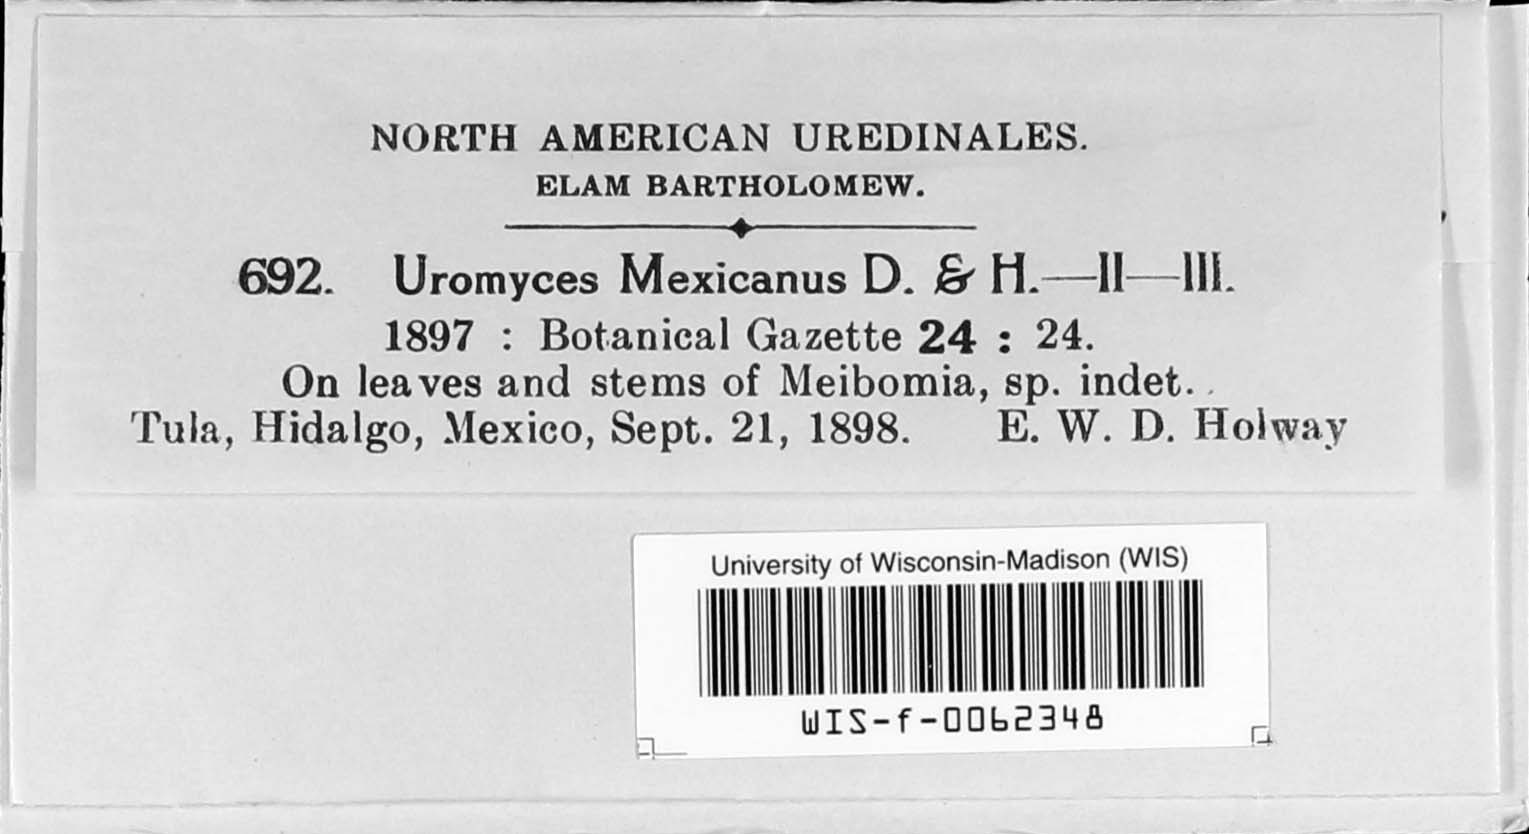 NORTH AMERICAN UREDINALES.
ELAM BARTHOLOMEW.
692. Uromyces Mexicanus D. & H.—II—III.
1897 : Botanical Gazette 24 : 24.
On leaves and stems of Meibomia, sp. indet.
Tula, Hidalgo, Mexico, Sept. 21, 1898. E. W. D. Holway
University of Wisconsin-Madison (WIS)
WIS-f-0062348